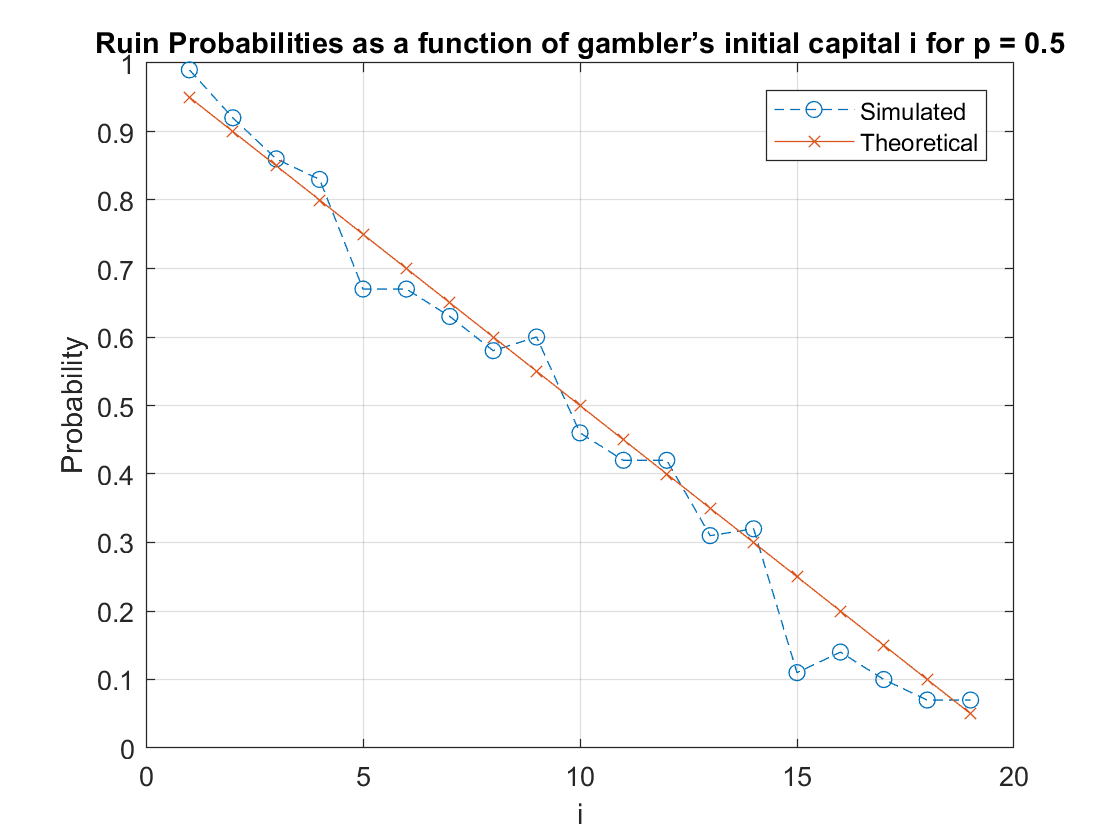 Ruin Probabilities as a function of gambler’s initial capital i for p = 0.5
Simulated
Theoretical
Probability
1
0.9
0.8
0.7
0.6
0.5
0.4
0.3
0.2
0.1
0
0 5 10 15 20
i